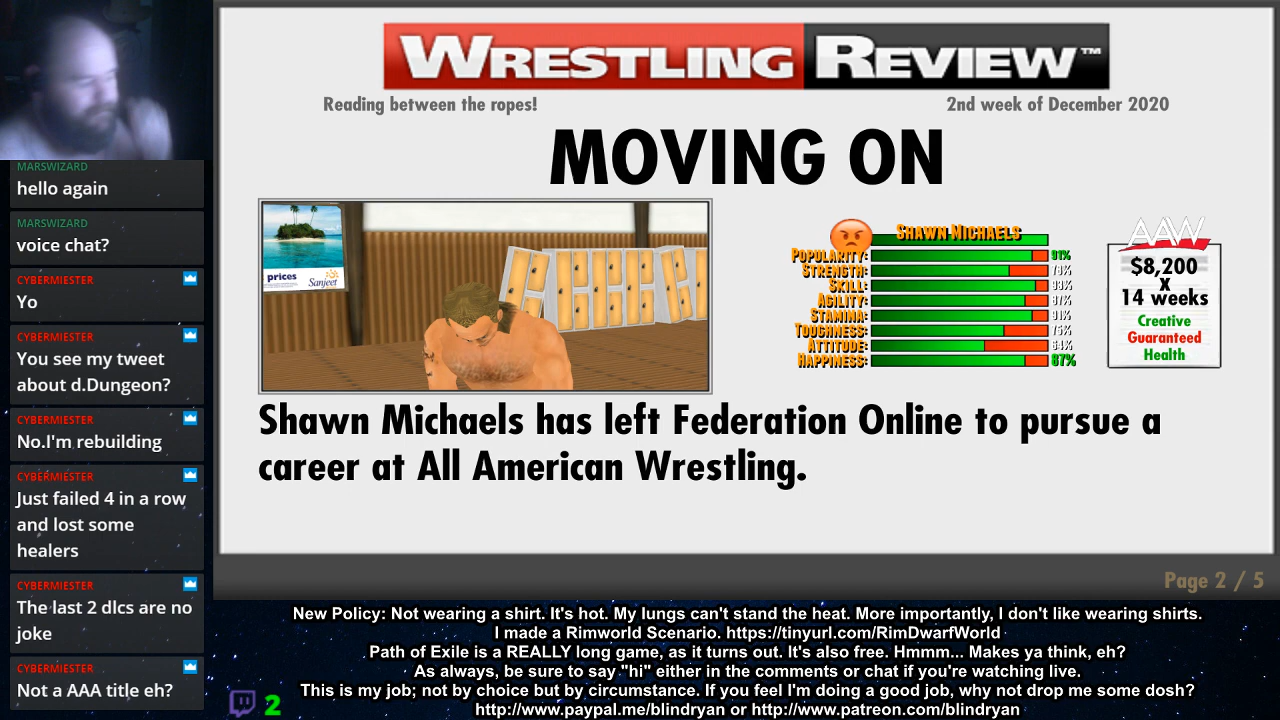 MARSWIZARD
hello again
MARSWIZARD
voice chat?
CYBERMIESTER
Yo
CYBERMIESTER
You see my tweet
about d.Dungeon?
CYBERMIESTER
No.I'm rebuilding
CYBERMIESTER
Just failed 4 in a row
and lost some
healers
CYBERMIESTER
The last 2 dlcs are no
joke
CYBERMIESTER
Not a AAA title eh?
WRESTLING REVIEW™
Reading between the ropes!
2nd week of December 2020
MOVING ON
prices
Sanjeet
SHAWN MICHAELS
POPULARITY: 91%
STRENGTH: 78%
SKILL: 93%
AGILITY: 87%
STAMINA: 91%
TOUGHNESS: 75%
ATTITUDE: 64%
HAPPINESS: 87%
AAW
$8,200
X
14 weeks
Creative
Guaranteed
Health
Shawn Michaels has left Federation Online to pursue a
career at All American Wrestling.
Page 2 / 5
2
New Policy: Not wearing a shirt. It's hot. My lungs can't stand the heat. More importantly, I don't like wearing shirts.
I made a Rimworld Scenario. https://tinyurl.com/RimDwarfWorld
Path of Exile is a REALLY long game, as it turns out. It's also free. Hmmm... Makes ya think, eh?
As always, be sure to say "hi" either in the comments or chat if you're watching live.
This is my job; not by choice but by circumstance. If you feel I'm doing a good job, why not drop me some dosh?
http://www.paypal.me/blindryan or http://www.patreon.com/blindryan